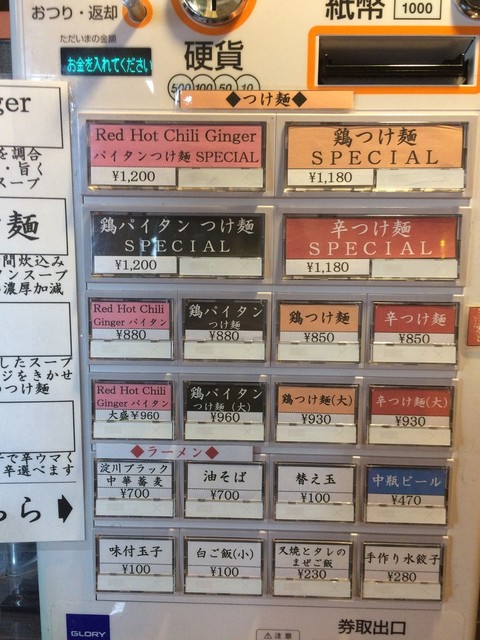 おつり・返却
紙幣
1000
ただいまの金額
お金を入れてください
硬貨
500 100 50 10
◆つけ麺◆
Red Hot Chili Ginger
パイタンつけ麺 SPECIAL
¥1,200
鶏つけ麺
SPECIAL
¥1,180
鶏パイタン つけ麺
SPECIAL
¥1,200
辛つけ麺
SPECIAL
¥1,180
Red Hot Chili
Ginger パイタン
¥880
鶏パイタン
つけ麺
¥880
鶏つけ麺
¥850
辛つけ麺
¥850
Red Hot Chili
Ginger パイタン
大盛¥960
鶏パイタン
つけ麺(大)
¥960
鶏つけ麺(大)
¥930
辛つけ麺(大)
¥930
◆ラーメン◆
淀川ブラック
中華蕎麦
¥700
油そば
¥700
替え玉
¥100
中瓶ビール
¥470
味付玉子
¥100
白ご飯(小)
¥100
叉焼とタレの
まぜご飯
¥230
手作り水餃子
¥280
GLORY
注意
券取出口
ger
を調合
・旨く
スープ
麺
間炊込み
ンスープ
濃厚加減
したスープ
ジをきかせ
つけ麺
で辛ウマく
辛選べます
ちら